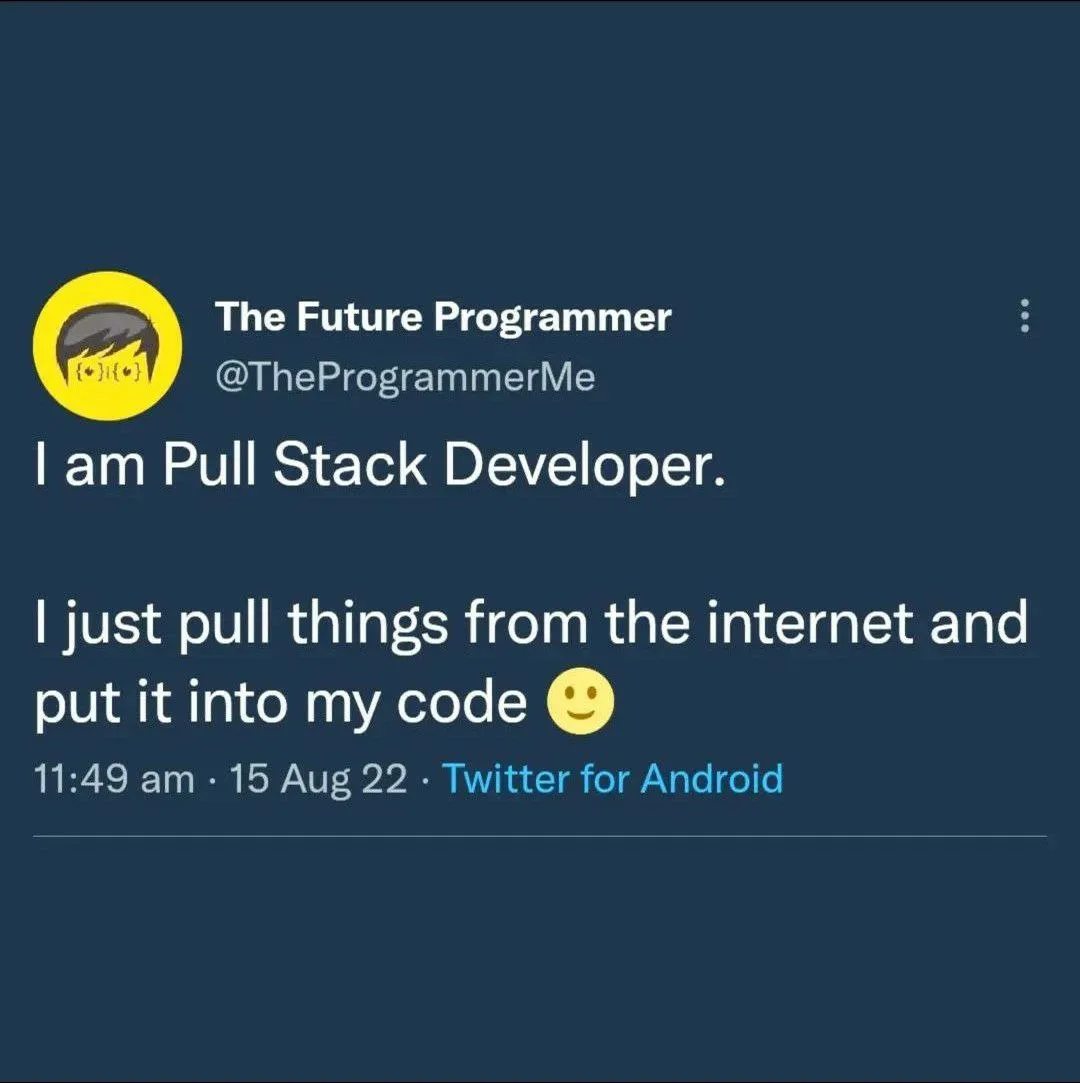 The Future Programmer
@TheProgrammerMe
{•}|{•}
I am Pull Stack Developer.
I just pull things from the internet and
put it into my code 🙂
11:49 am · 15 Aug 22 · Twitter for Android